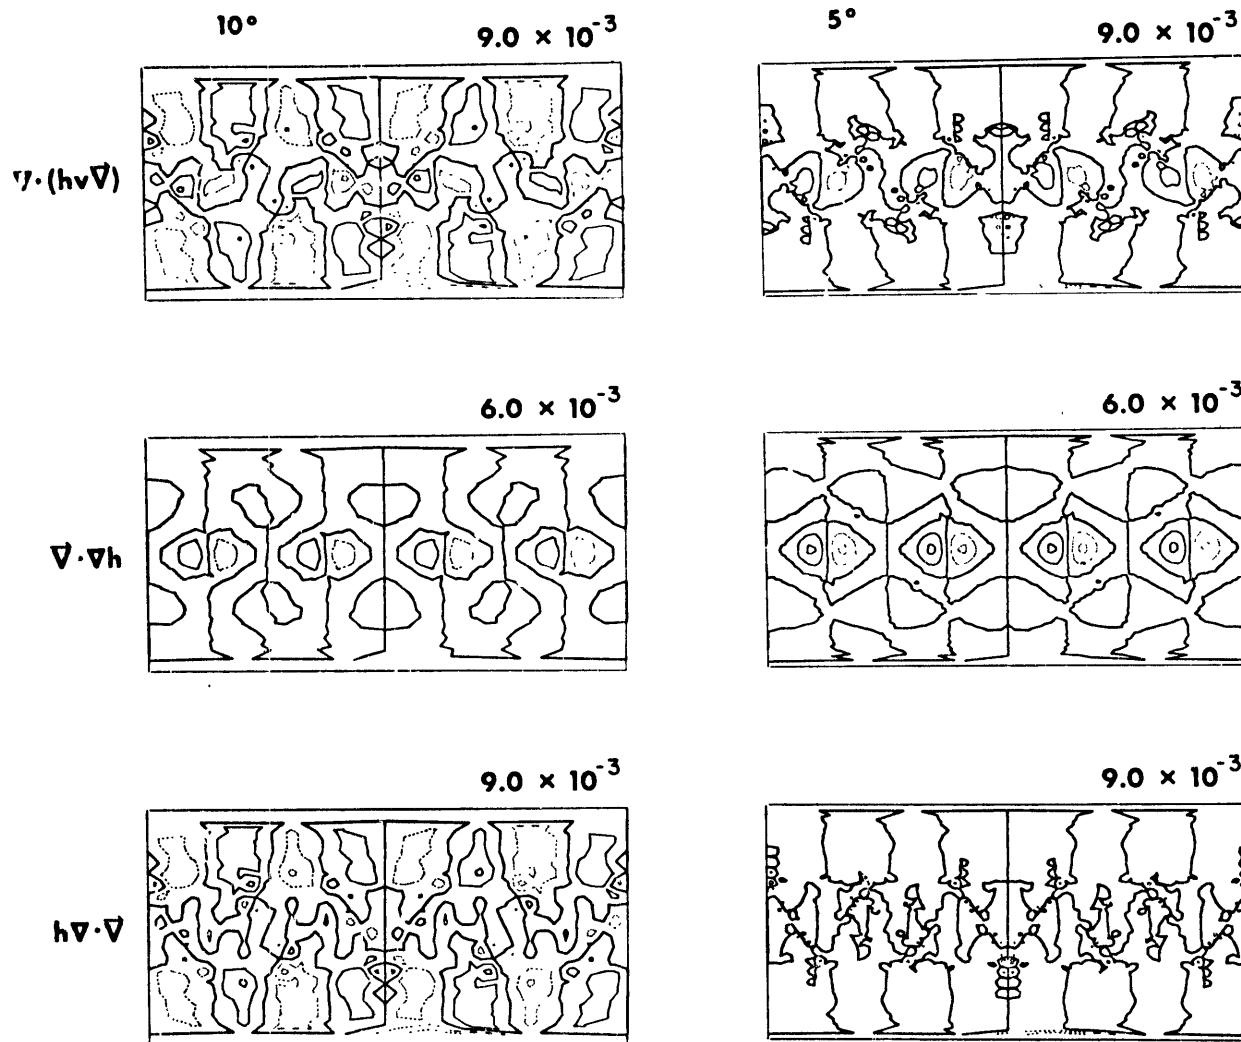 10° 9.0 × 10⁻³ 5° 9.0 × 10⁻³
∇·(hv∇⃗)
6.0 × 10⁻³ 6.0 × 10⁻³
V⃗·∇h
9.0 × 10⁻³ 9.0 × 10⁻³
h∇·V⃗